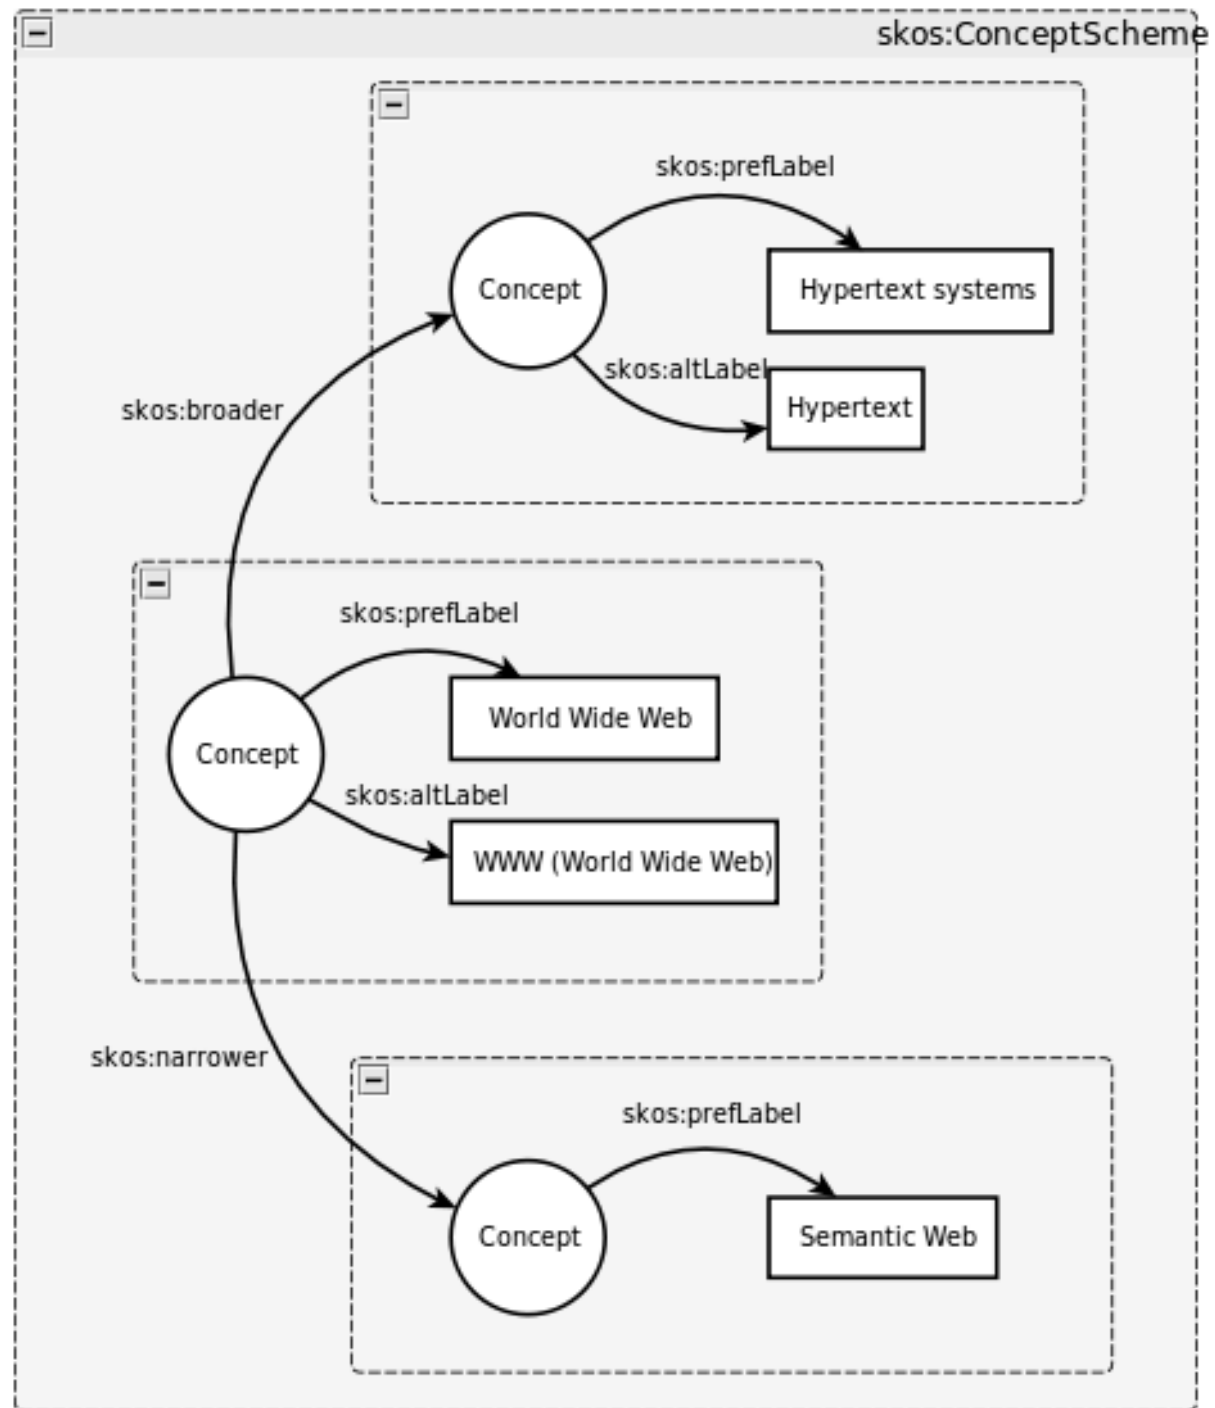 skos:ConceptScheme
skos:prefLabel
Concept
Hypertext systems
skos:altLabel
Hypertext
skos:broader
skos:prefLabel
World Wide Web
Concept
skos:altLabel
WWW (World Wide Web)
skos:narrower
skos:prefLabel
Concept
Semantic Web